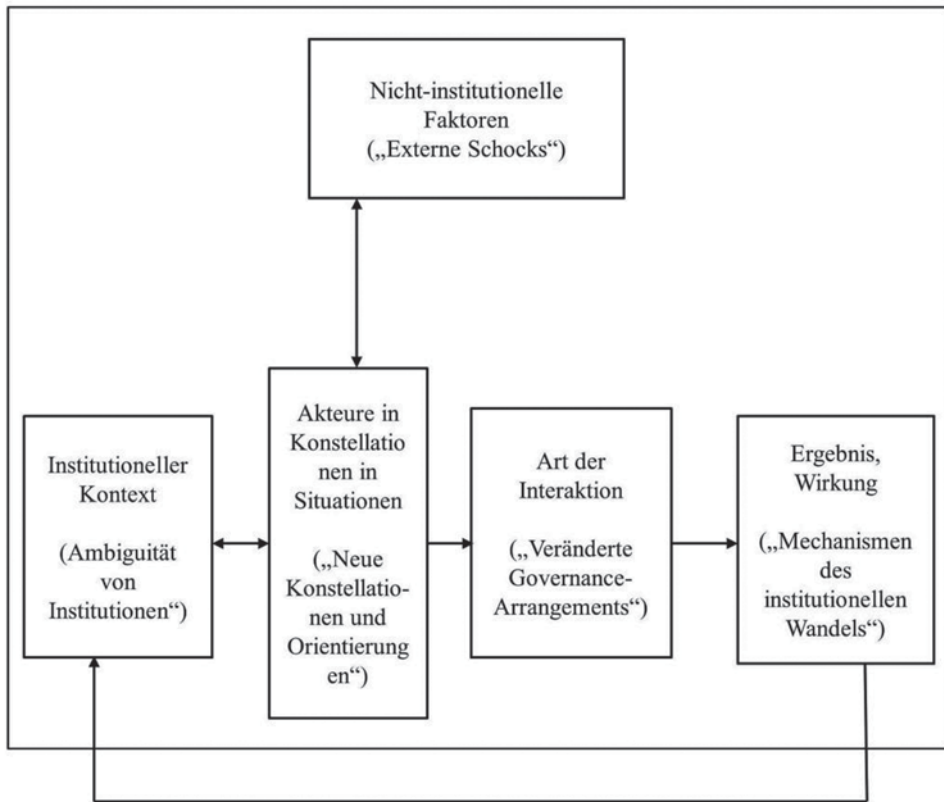 Nicht-institutionelle
Faktoren
(„Externe Schocks“)
Institutioneller
Kontext
(Ambiguität
von
Institutionen“)
Akteure in
Konstellatio
nen in
Situationen
(„Neue
Konstellatio-
nen und
Orientierung
en“)
Art der
Interaktion
(„Veränderte
Governance-
Arrangements“)
Ergebnis,
Wirkung
(„Mechanismen
des
institutionellen
Wandels“)